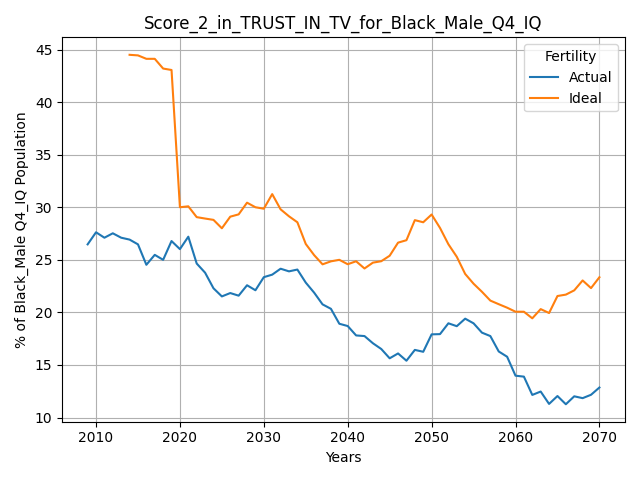 Score_2_in_TRUST_IN_TV_for_Black_Male_Q4_IQ
Fertility
Actual
Ideal
% of Black_Male Q4_IQ Population
45
40
35
30
25
20
15
10
2010 2020 2030 2040 2050 2060 2070
Years